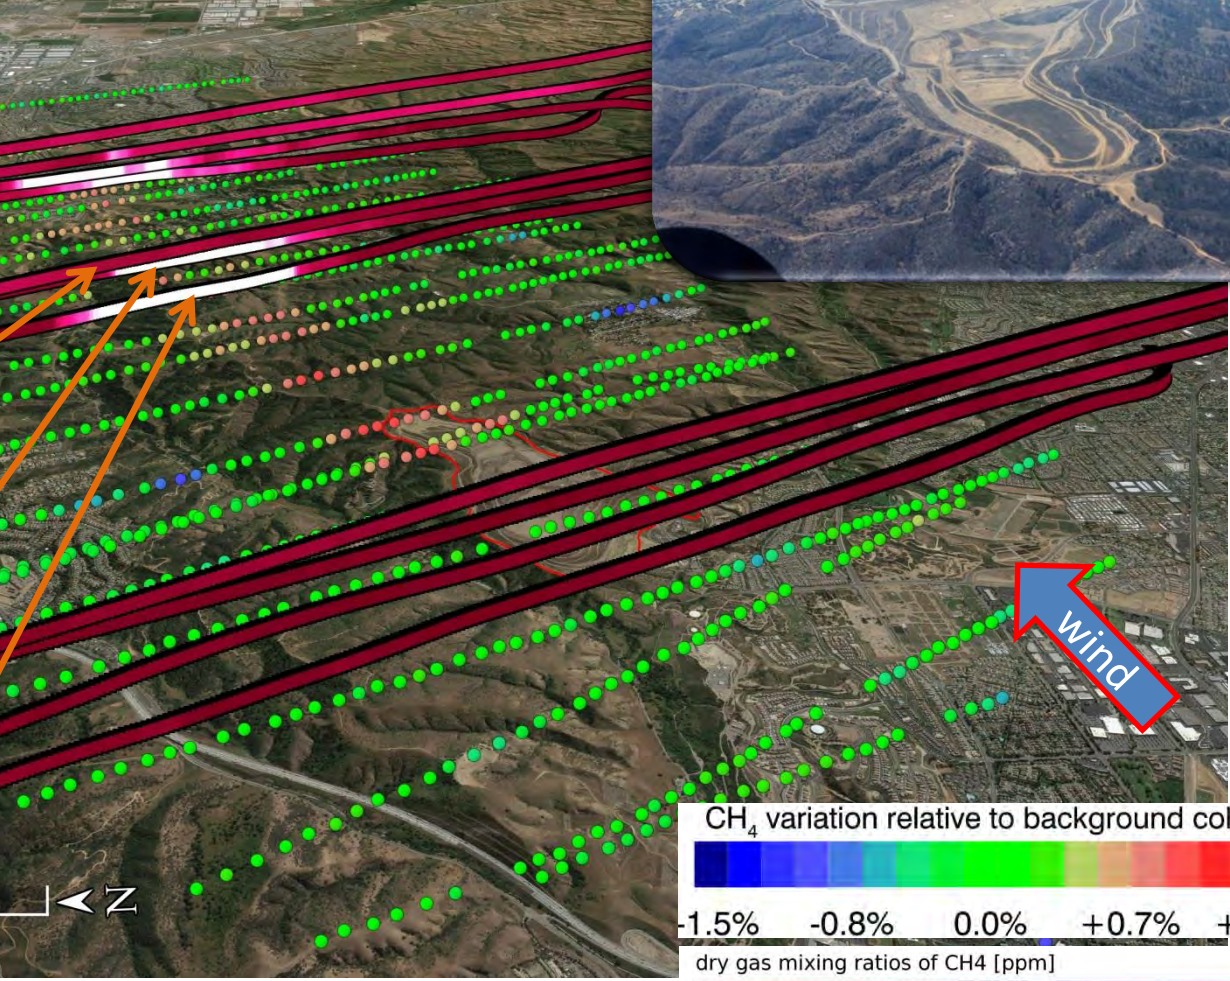 wind
N
CH4 variation relative to background col
-1.5% -0.8% 0.0% +0.7% +
dry gas mixing ratios of CH4 [ppm]